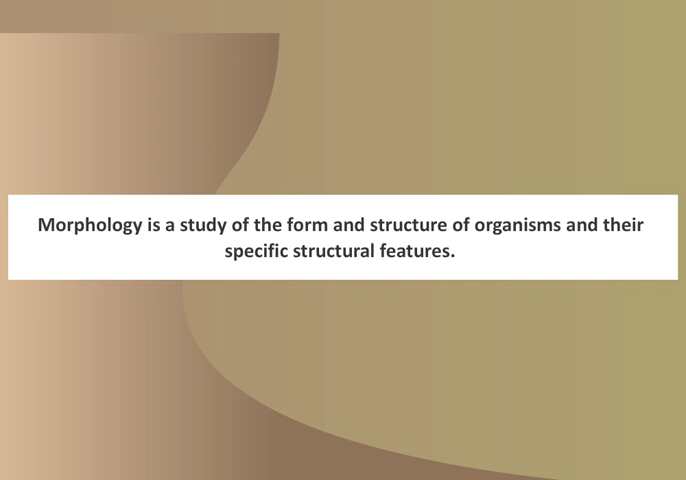 Morphology is a study of the form and structure of organisms and their
specific structural features.